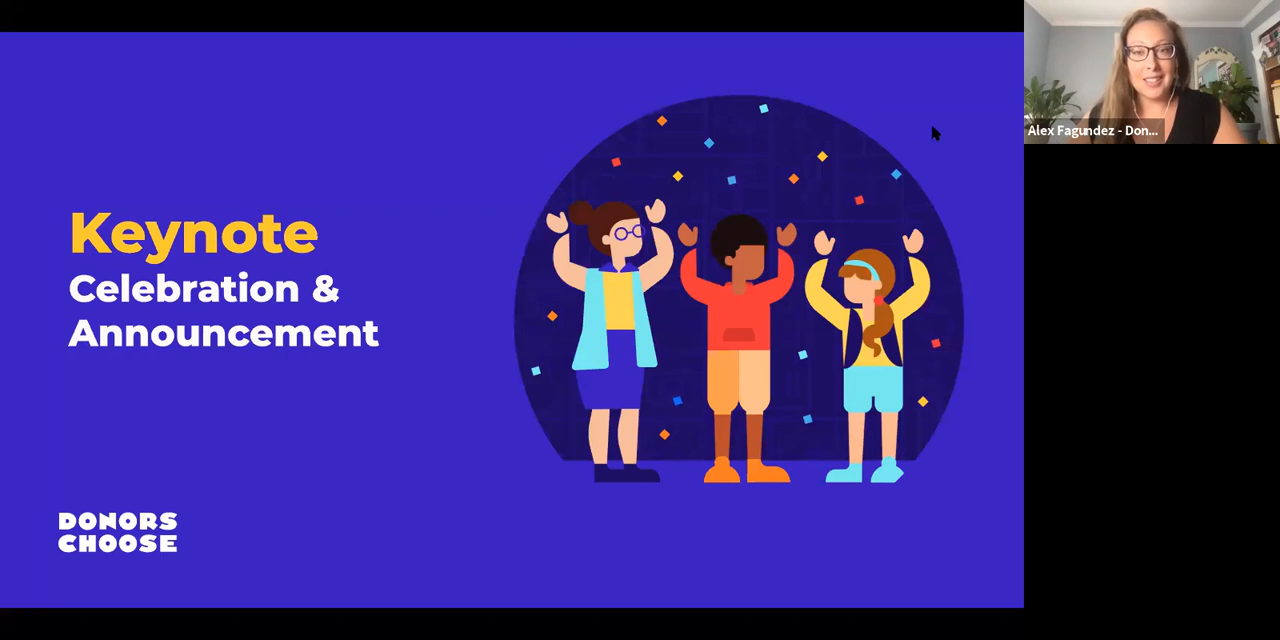 Keynote
Celebration &
Announcement
DONORS
CHOOSE
Alex Fagundez - Don...